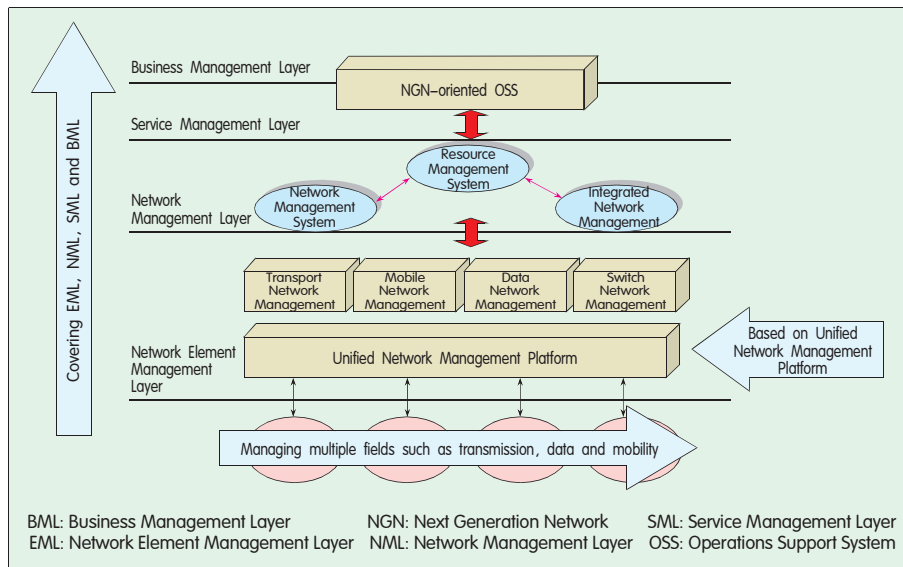 Business Management Layer
NGN-oriented OSS
Service Management Layer
Resource
Management
System
Network
Management
System
Integrated
Network
Management
Network
Management Layer
Transport
Network
Management
Mobile
Network
Management
Data
Network
Management
Switch
Network
Management
Covering EML, NML, SML and BML
Network Element
Management
Layer
Unified Network Management Platform
Based on Unified
Network Management
Platform
Managing multiple fields such as transmission, data and mobility
BML: Business Management Layer
NGN: Next Generation Network
SML: Service Management Layer
EML: Network Element Management Layer
NML: Network Management Layer
OSS: Operations Support System